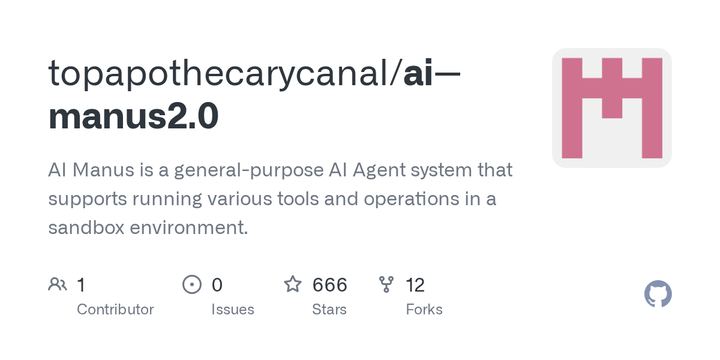 topapothecarycanal/ai-
manus2.0
AI Manus is a general-purpose AI Agent system that
supports running various tools and operations in a
sandbox environment.
1
Contributor
0
Issues
666
Stars
12
Forks